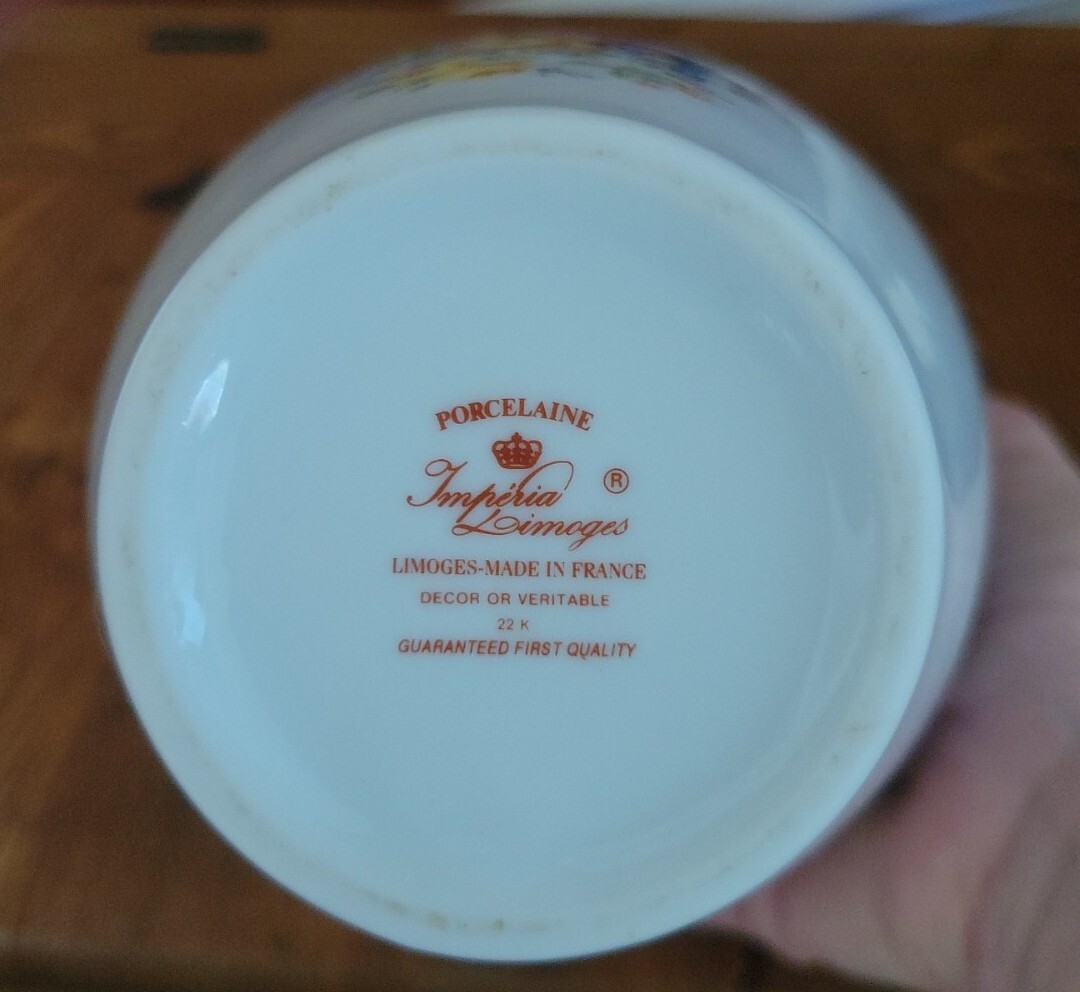 PORCELAINE
Impéria ®
Limoges
LIMOGES-MADE IN FRANCE
DECOR OR VERITABLE
22 K
GUARANTEED FIRST QUALITY